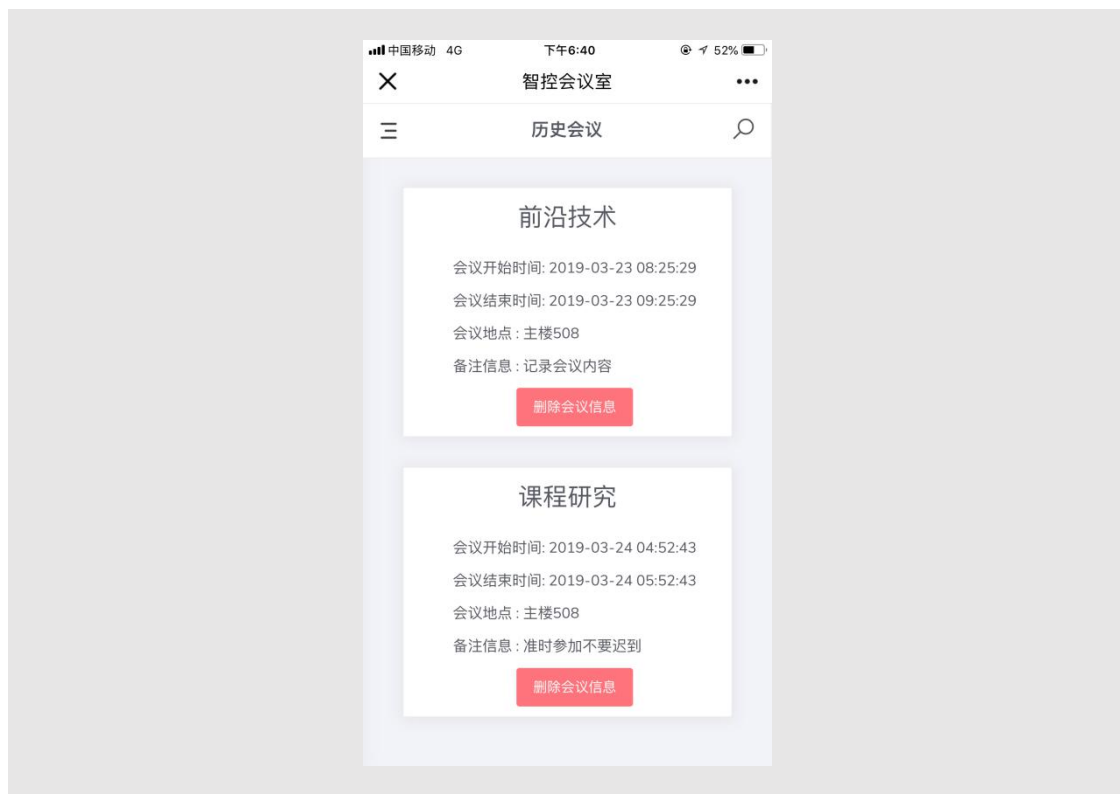 中国移动 4G 下午6:40 52%
智控会议室
历史会议
前沿技术
会议开始时间: 2019-03-23 08:25:29
会议结束时间: 2019-03-23 09:25:29
会议地点 : 主楼508
备注信息 : 记录会议内容
删除会议信息
课程研究
会议开始时间: 2019-03-24 04:52:43
会议结束时间: 2019-03-24 05:52:43
会议地点 : 主楼508
备注信息 : 准时参加不要迟到
删除会议信息